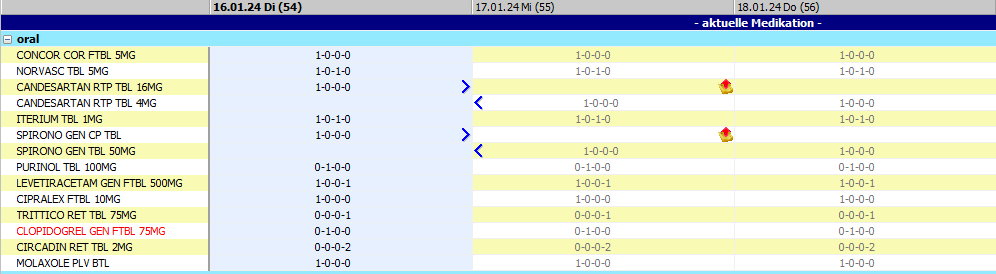 16.01.24 Di (54) 17.01.24 Mi (55) 18.01.24 Do (56)
- aktuelle Medikation -
oral
CONCOR COR FTBL 5MG 1-0-0-0 1-0-0-0 1-0-0-0
NORVASC TBL 5MG 1-0-1-0 1-0-1-0 1-0-1-0
CANDESARTAN RTP TBL 16MG 1-0-0-0
CANDESARTAN RTP TBL 4MG 1-0-0-0 1-0-0-0
ITERIUM TBL 1MG 1-0-1-0 1-0-1-0 1-0-1-0
SPIRONO GEN CP TBL 1-0-0-0
SPIRONO GEN TBL 50MG 1-0-0-0 1-0-0-0
PURINOL TBL 100MG 0-1-0-0 0-1-0-0 0-1-0-0
LEVETIRACETAM GEN FTBL 500MG 1-0-0-1 1-0-0-1 1-0-0-1
CIPRALEX FTBL 10MG 1-0-0-0 1-0-0-0 1-0-0-0
TRITTICO RET TBL 75MG 0-0-0-1 0-0-0-1 0-0-0-1
CLOPIDOGREL GEN FTBL 75MG 0-1-0-0 0-1-0-0 0-1-0-0
CIRCADIN RET TBL 2MG 0-0-0-2 0-0-0-2 0-0-0-2
MOLAXOLE PLV BTL 1-0-0-0 1-0-0-0 1-0-0-0